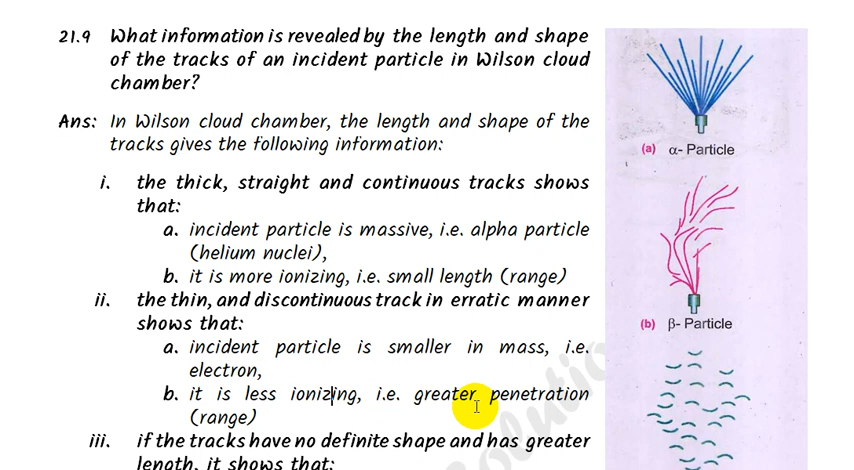 21.9 What information is revealed by the length and shape
of the tracks of an incident particle in Wilson cloud
chamber?
Ans: In Wilson cloud chamber, the length and shape of the
tracks gives the following information:
i. the thick, straight and continuous tracks shows
that:
a. incident particle is massive, i.e. alpha particle
(helium nuclei),
b. it is more ionizing, i.e. small length (range)
ii. the thin, and discontinuous track in erratic manner
shows that:
a. incident particle is smaller in mass, i.e.
electron,
b. it is less ionizing, i.e. greater penetration
(range)
iii. if the tracks have no definite shape and has greater
length, it shows that:
(a) α- Particle
(b) β- Particle
Solutio